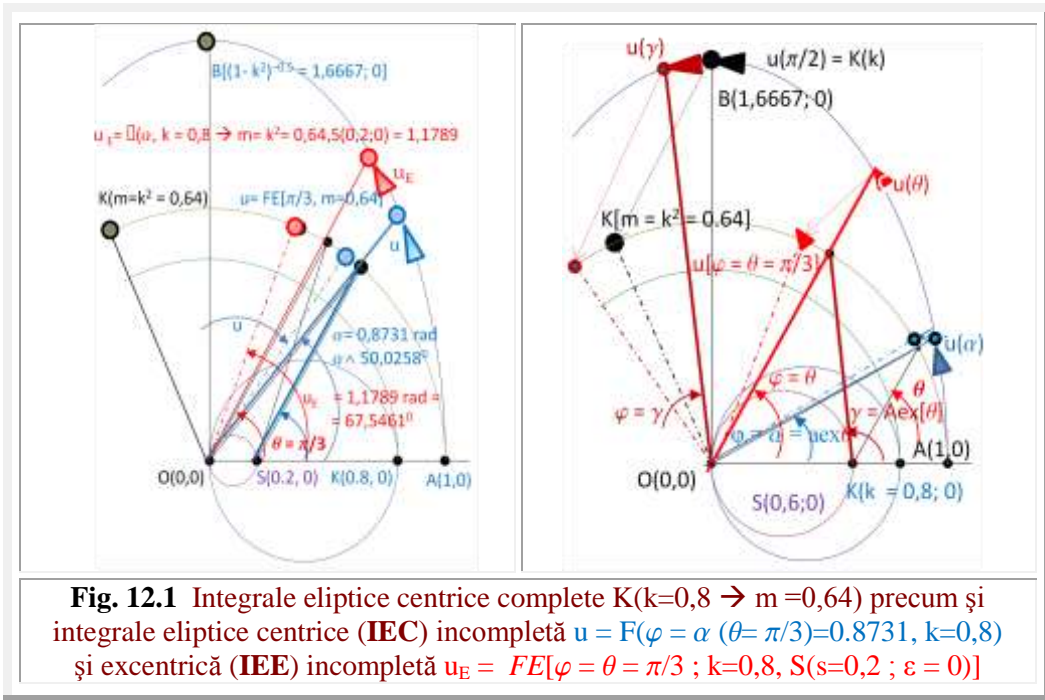 B[(1- k²)⁻⁰·⁵ = 1,6667; 0]
u ₜ= ▯(α, k = 0,8 → m= k²= 0,64,S(0.2;0) = 1,1789
u_E
K(m=k² = 0,64)
u= FE[π/3, m=0,64]
u
u
α= 0,8731 rad
α ∧ 50,0258⁰
u_E = 1,1789 rad =
= 67,5461⁰
θ = π/3
O(0,0)
S(0.2, 0)
K(0.8, 0)
A(1,0)
u(γ)
u(π/2) = K(k)
B(1,6667; 0)
u(θ)
K[m = k² = 0.64]
u[φ = θ = π/3]
u(α)
φ = θ
θ
φ = γ
γ = Aex[θ]
φ = α = aexθ
A(1,0)
O(0,0)
S(0,6;0)
K(k = 0,8; 0)
Fig. 12.1 Integrale eliptice centrice complete K(k=0,8 → m =0,64) precum şi
integrale eliptice centrice (IEC) incompletă u = F(φ = α (θ= π/3)=0.8731, k=0,8)
şi excentrică (IEE) incompletă u_E = FE[φ = θ = π/3 ; k=0,8, S(s=0,2 ; ε = 0)]